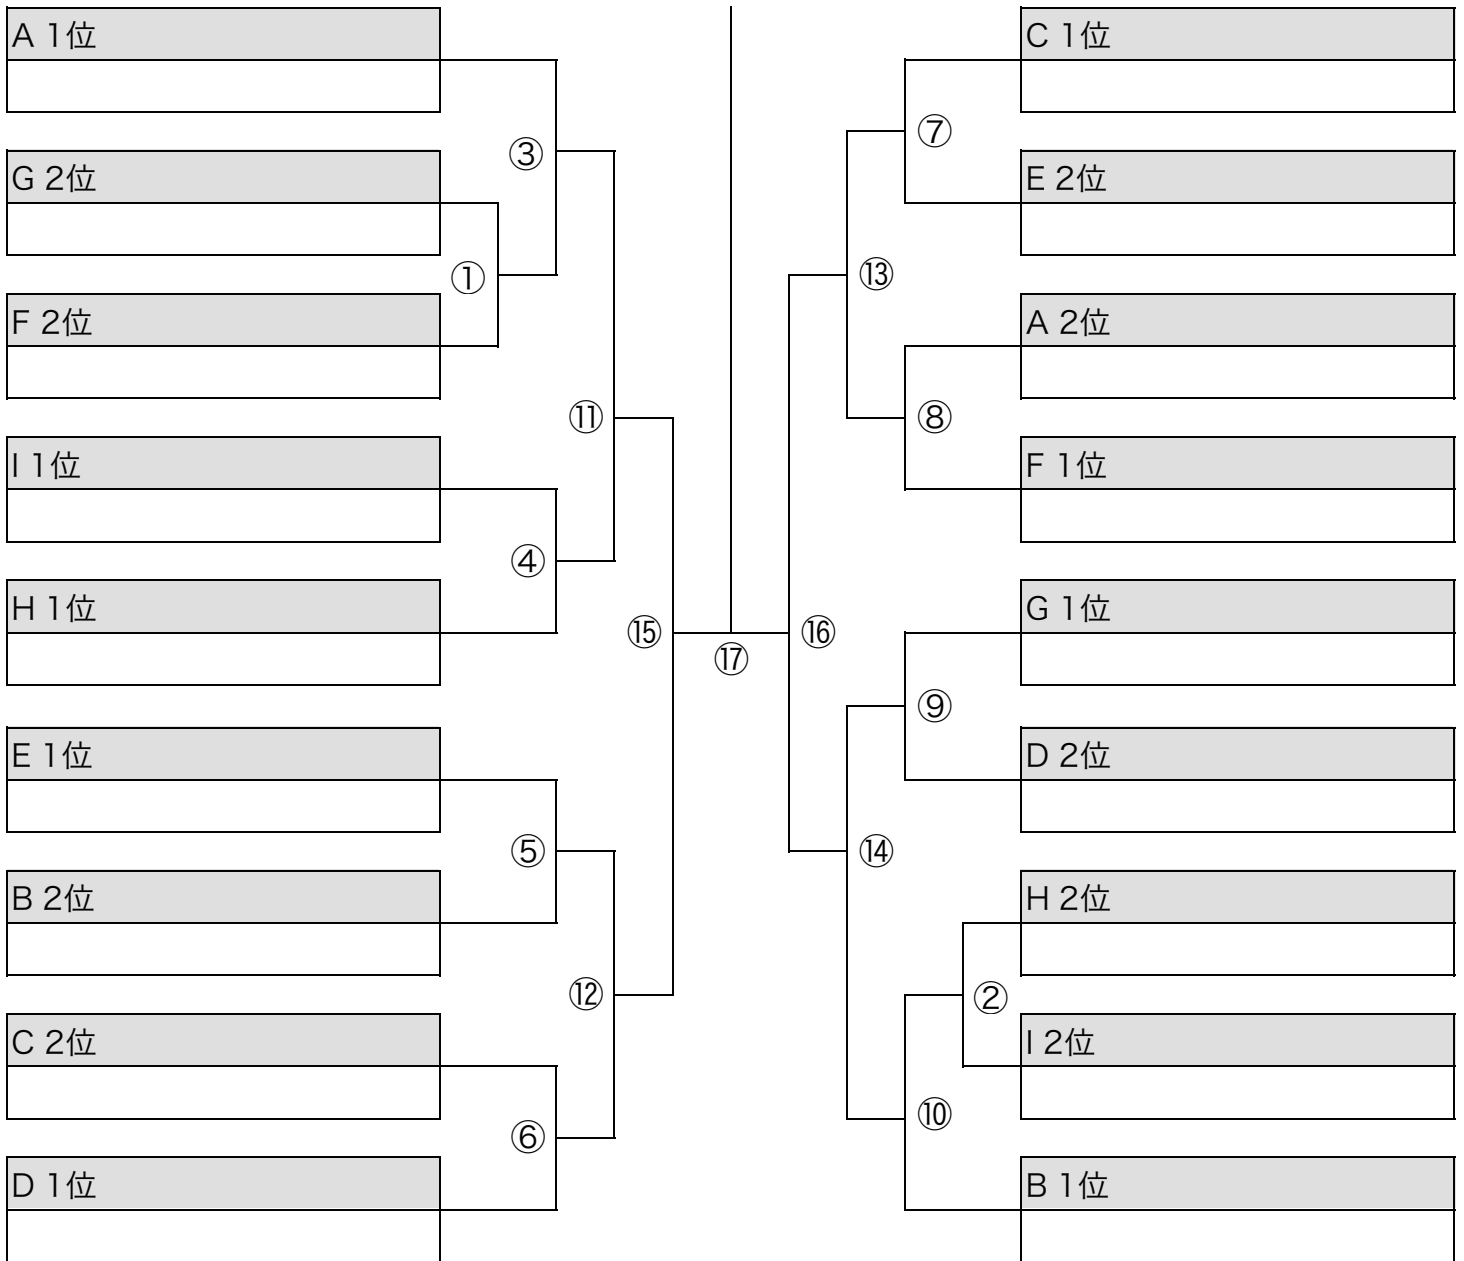 A 1位
G 2位
F 2位
I 1位
H 1位
E 1位
B 2位
C 2位
D 1位
①
③
④
⑤
⑥
⑪
⑫
⑮
⑰
⑯
⑬
⑭
⑦
⑧
⑨
⑩
②
C 1位
E 2位
A 2位
F 1位
G 1位
D 2位
H 2位
I 2位
B 1位